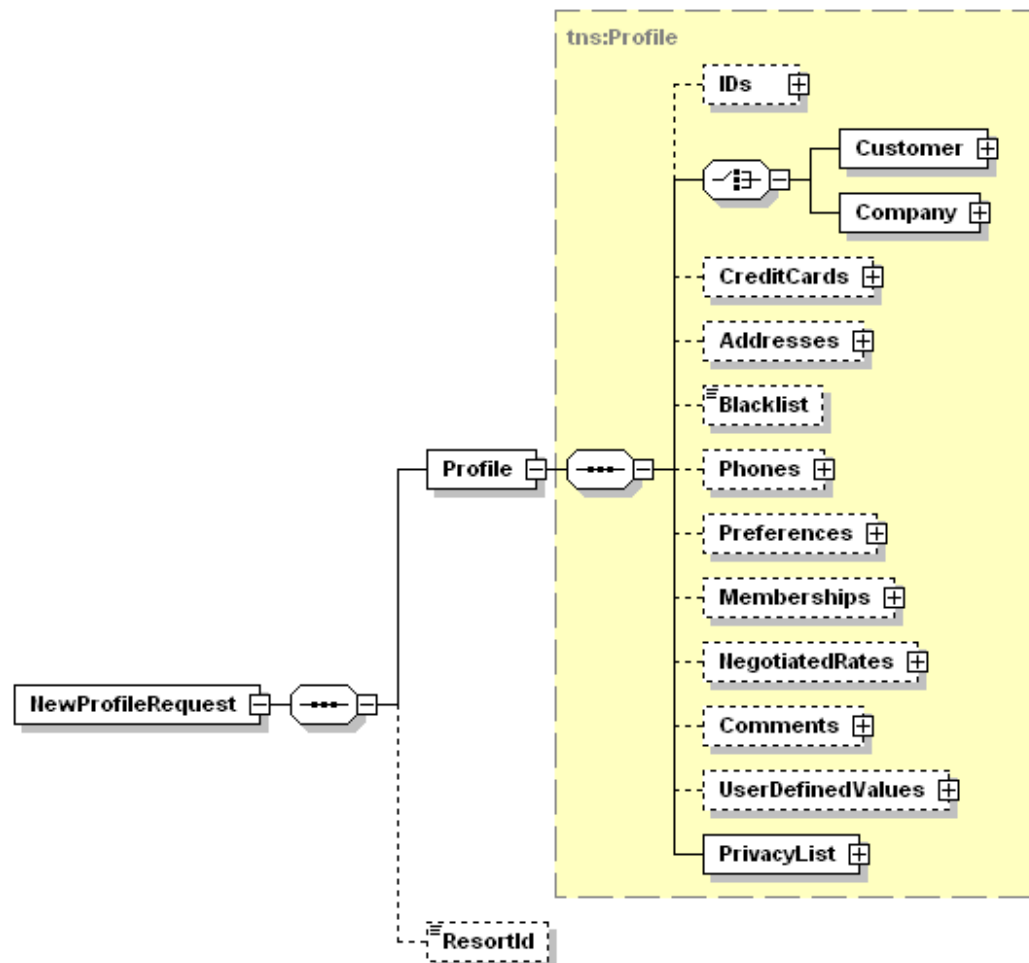 tns:Profile
IDs
Customer
Company
CreditCards
Addresses
Blacklist
Profile
Phones
Preferences
Memberships
NegotiatedRates
NewProfileRequest
Comments
UserDefinedValues
PrivacyList
ResortId